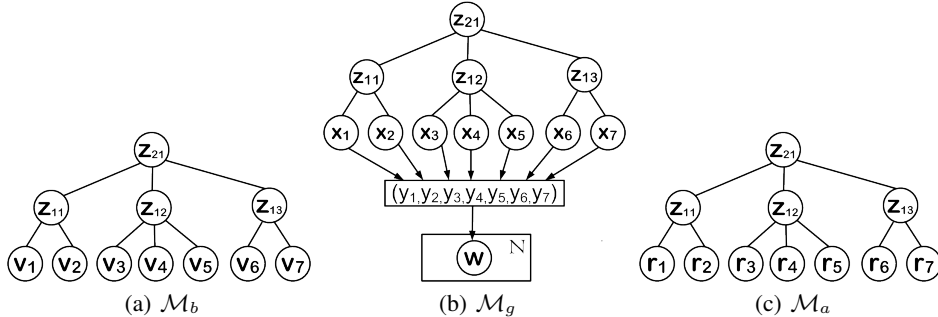 z21
z11 z12 z13
x1 x2 x3 x4 x5 x6 x7
(y1,y2,y3,y4,y5,y6,y7)
N
w
z21
z11 z12 z13
v1 v2 v3 v4 v5 v6 v7
z21
z11 z12 z13
r1 r2 r3 r4 r5 r6 r7
(a) Mb (b) Mg (c) Ma